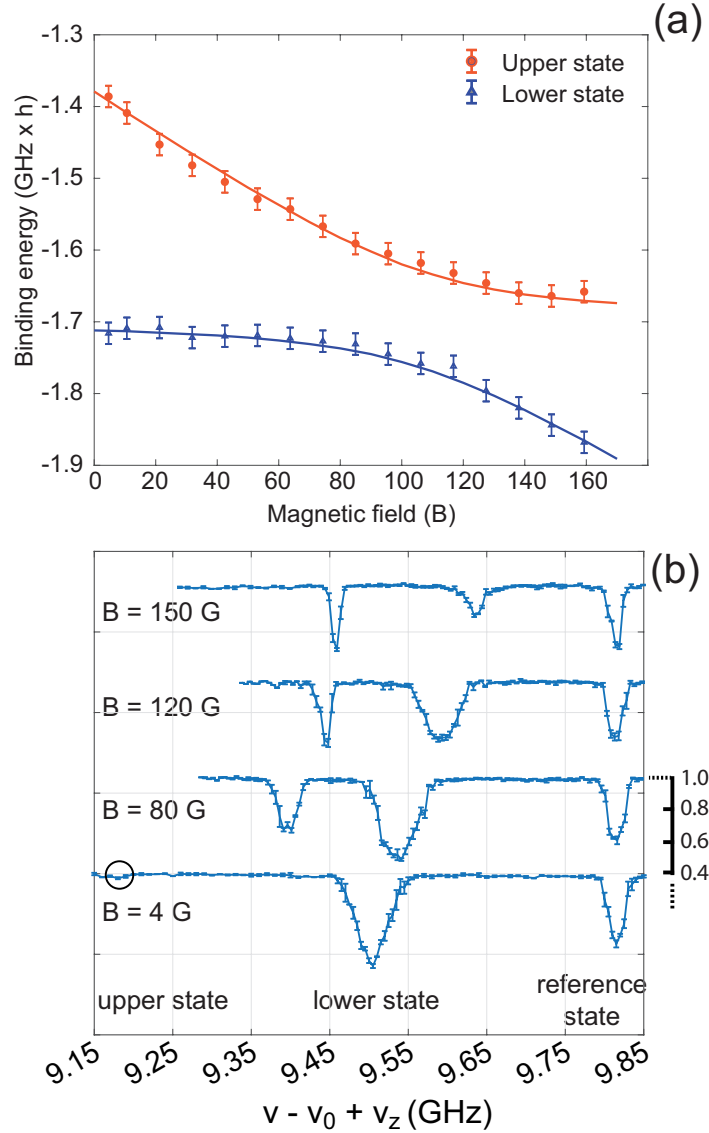 (a)
-1.3
-1.4
-1.5
-1.6
-1.7
-1.8
-1.9
Binding energy (GHz x h)
Upper state
Lower state
0 20 40 60 80 100 120 140 160
Magnetic field (B)
(b)
B = 150 G
B = 120 G
B = 80 G
B = 4 G
1.0
0.8
0.6
0.4
upper state
lower state
reference
state
9.15 9.25 9.35 9.45 9.55 9.65 9.75 9.85
v - v₀ + v_z (GHz)